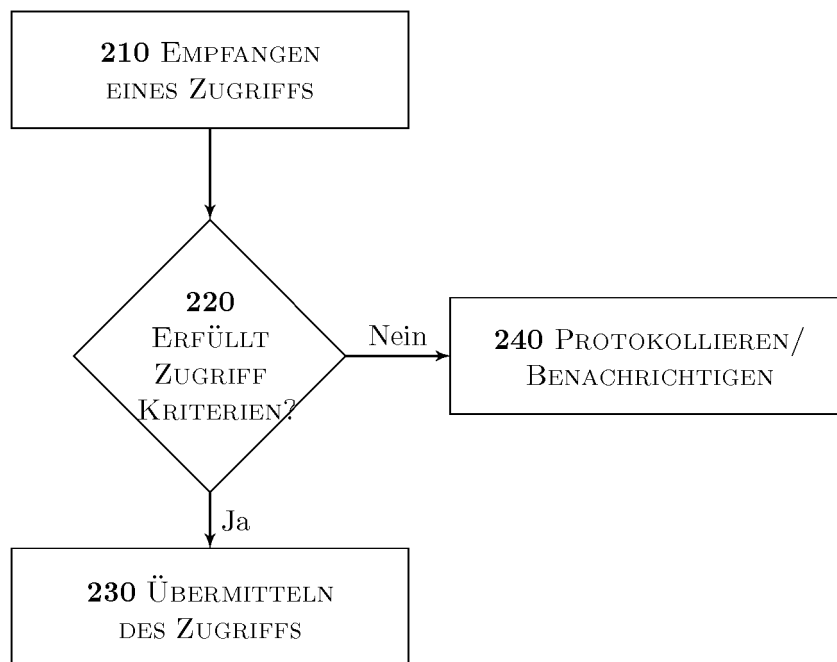 210 EMPFANGEN
EINES ZUGRIFFS
220
ERFÜLLT
ZUGRIFF
KRITERIEN?
Nein
240 PROTOKOLLIEREN/
BENACHRICHTIGEN
Ja
230 ÜBERMITTELN
DES ZUGRIFFS